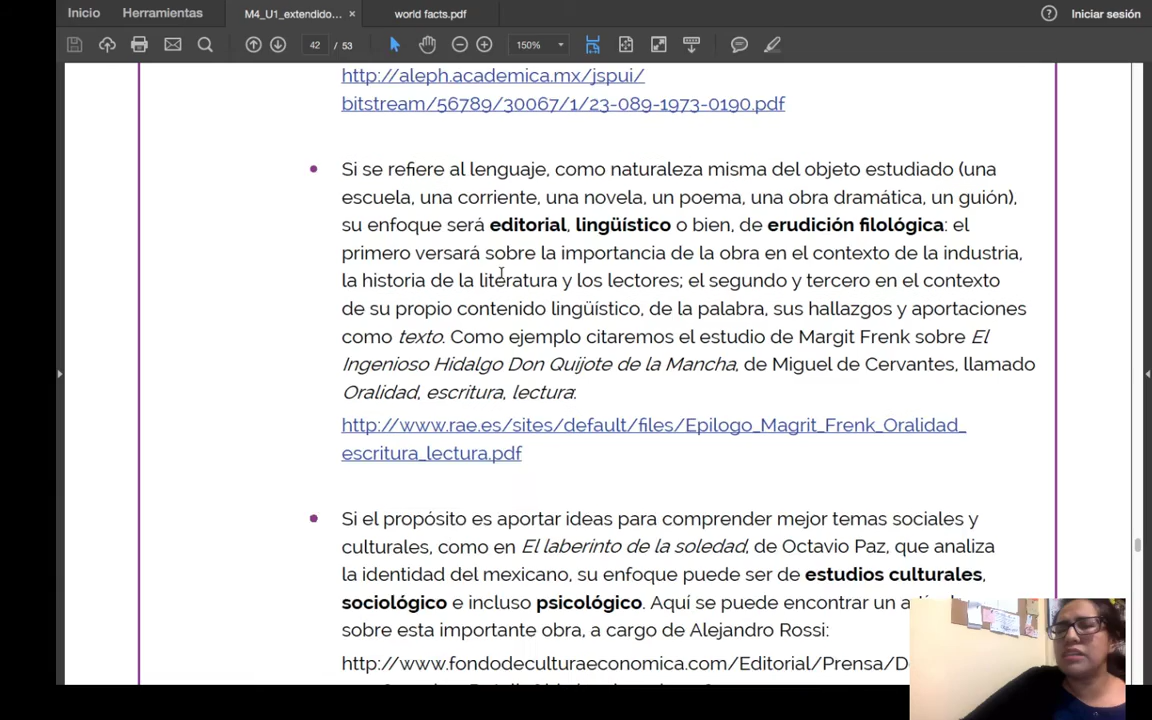 Inicio Herramientas M4_U1_extendido... × world facts.pdf Iniciar sesión
42 / 53 150%
http://aleph.academica.mx/jspui/
bitstream/56789/30067/1/23-089-1973-0190.pdf
• Si se refiere al lenguaje, como naturaleza misma del objeto estudiado (una
escuela, una corriente, una novela, un poema, una obra dramática, un guión),
su enfoque será editorial, lingüístico o bien, de erudición filológica: el
primero versará sobre la importancia de la obra en el contexto de la industria,
la historia de la literatura y los lectores; el segundo y tercero en el contexto
de su propio contenido lingüístico, de la palabra, sus hallazgos y aportaciones
como texto. Como ejemplo citaremos el estudio de Margit Frenk sobre El
Ingenioso Hidalgo Don Quijote de la Mancha, de Miguel de Cervantes, llamado
Oralidad, escritura, lectura:
http://www.rae.es/sites/default/files/Epilogo_Magrit_Frenk_Oralidad_
escritura_lectura.pdf
• Si el propósito es aportar ideas para comprender mejor temas sociales y
culturales, como en El laberinto de la soledad, de Octavio Paz, que analiza
la identidad del mexicano, su enfoque puede ser de estudios culturales,
sociológico e incluso psicológico. Aquí se puede encontrar un
sobre esta importante obra, a cargo de Alejandro Rossi:
http://www.fondodeculturaeconomica.com/Editorial/Prensa/D